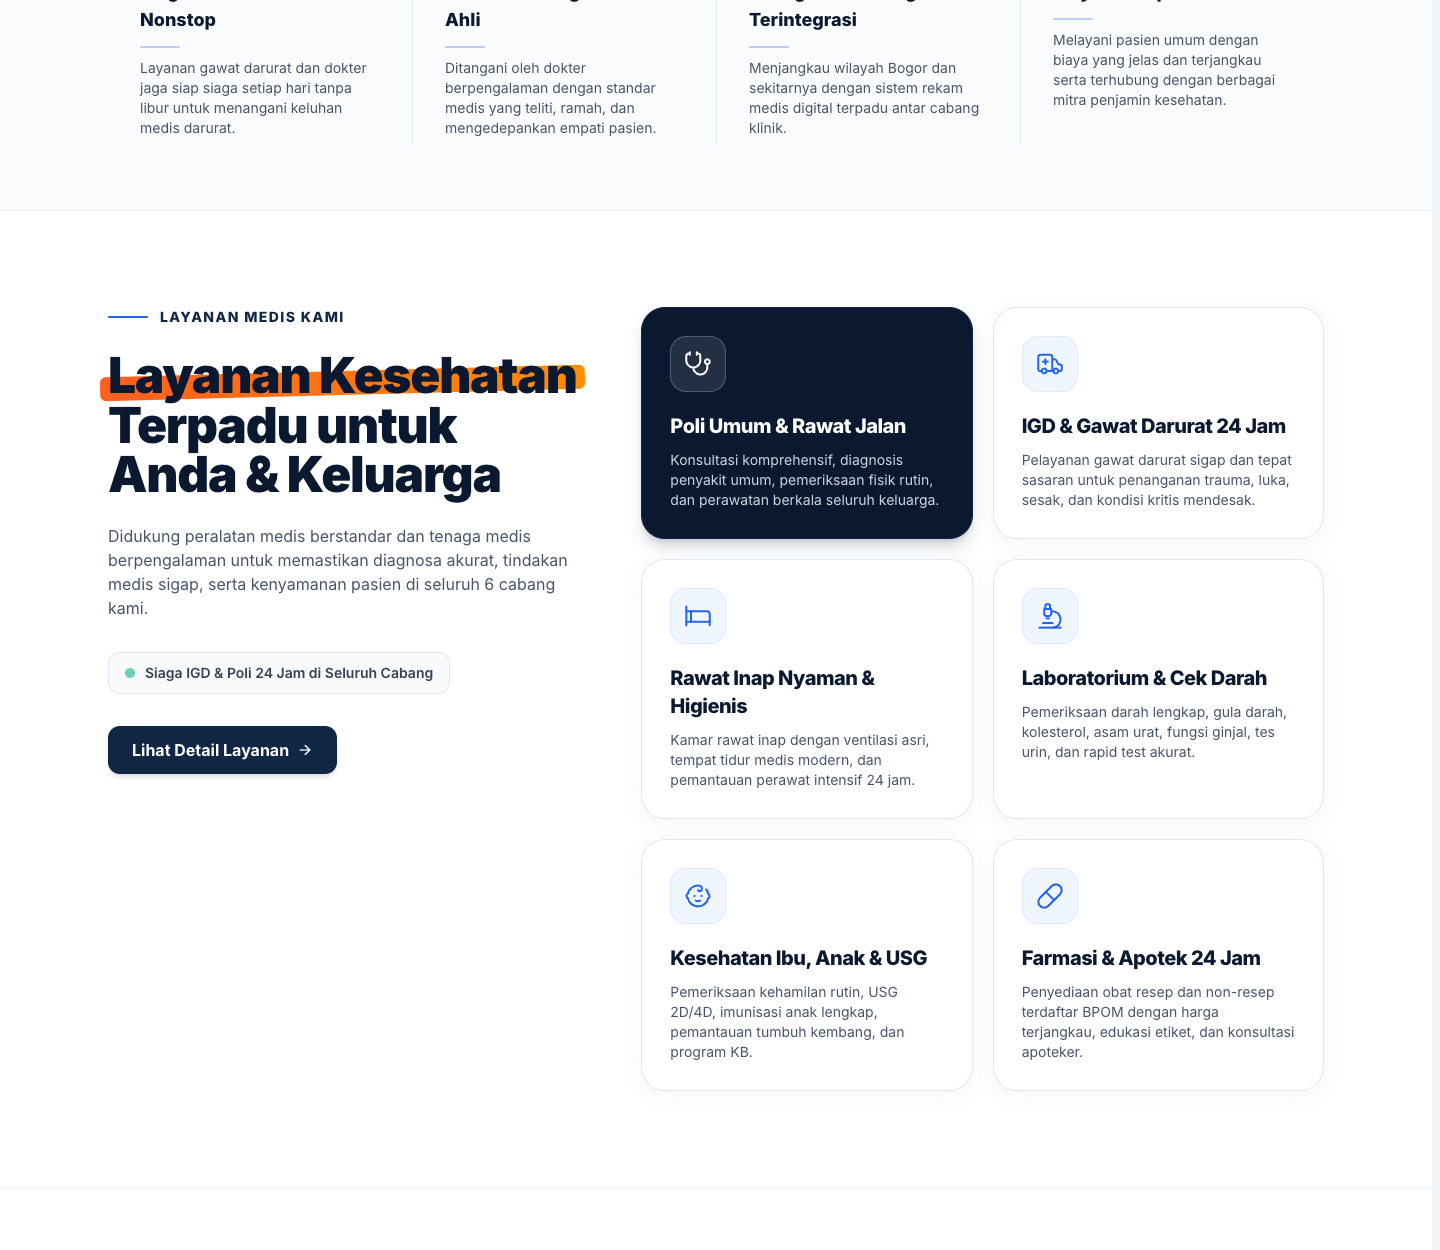 Nonstop
Layanan gawat darurat dan dokter
jaga siap siaga setiap hari tanpa
libur untuk menangani keluhan
medis darurat.
Ahli
Ditangani oleh dokter
berpengalaman dengan standar
medis yang teliti, ramah, dan
mengedepankan empati pasien.
Terintegrasi
Menjangkau wilayah Bogor dan
sekitarnya dengan sistem rekam
medis digital terpadu antar cabang
klinik.
Melayani pasien umum dengan
biaya yang jelas dan terjangkau
serta terhubung dengan berbagai
mitra penjamin kesehatan.
LAYANAN MEDIS KAMI
Layanan Kesehatan
Terpadu untuk
Anda & Keluarga
Didukung peralatan medis berstandar dan tenaga medis
berpengalaman untuk memastikan diagnosa akurat, tindakan
medis sigap, serta kenyamanan pasien di seluruh 6 cabang
kami.
Siaga IGD & Poli 24 Jam di Seluruh Cabang
Lihat Detail Layanan →
Poli Umum & Rawat Jalan
Konsultasi komprehensif, diagnosis
penyakit umum, pemeriksaan fisik rutin,
dan perawatan berkala seluruh keluarga.
IGD & Gawat Darurat 24 Jam
Pelayanan gawat darurat sigap dan tepat
sasaran untuk penanganan trauma, luka,
sesak, dan kondisi kritis mendesak.
Rawat Inap Nyaman &
Higienis
Kamar rawat inap dengan ventilasi asri,
tempat tidur medis modern, dan
pemantauan perawat intensif 24 jam.
Laboratorium & Cek Darah
Pemeriksaan darah lengkap, gula darah,
kolesterol, asam urat, fungsi ginjal, tes
urin, dan rapid test akurat.
Kesehatan Ibu, Anak & USG
Pemeriksaan kehamilan rutin, USG
2D/4D, imunisasi anak lengkap,
pemantauan tumbuh kembang, dan
program KB.
Farmasi & Apotek 24 Jam
Penyediaan obat resep dan non-resep
terdaftar BPOM dengan harga
terjangkau, edukasi etiket, dan konsultasi
apoteker.